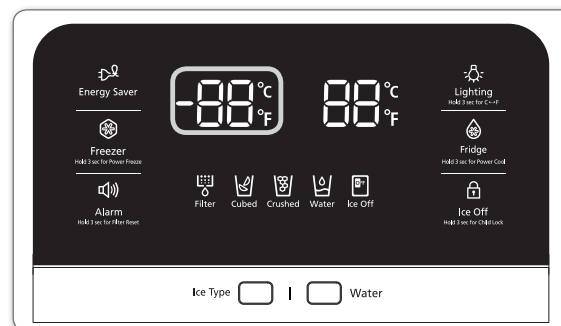 Energy Saver
-88 °C °F
88 °C °F
Lighting
Hold 3 sec for C↔F
Freezer
Hold 3 sec for Power Freeze
Fridge
Hold 3 sec for Power Cool
Alarm
Hold 3 sec for Filter Reset
Filter
Cubed
Crushed
Water
Ice Off
Ice Off
Hold 3 sec for Child Lock
Ice Type | Water